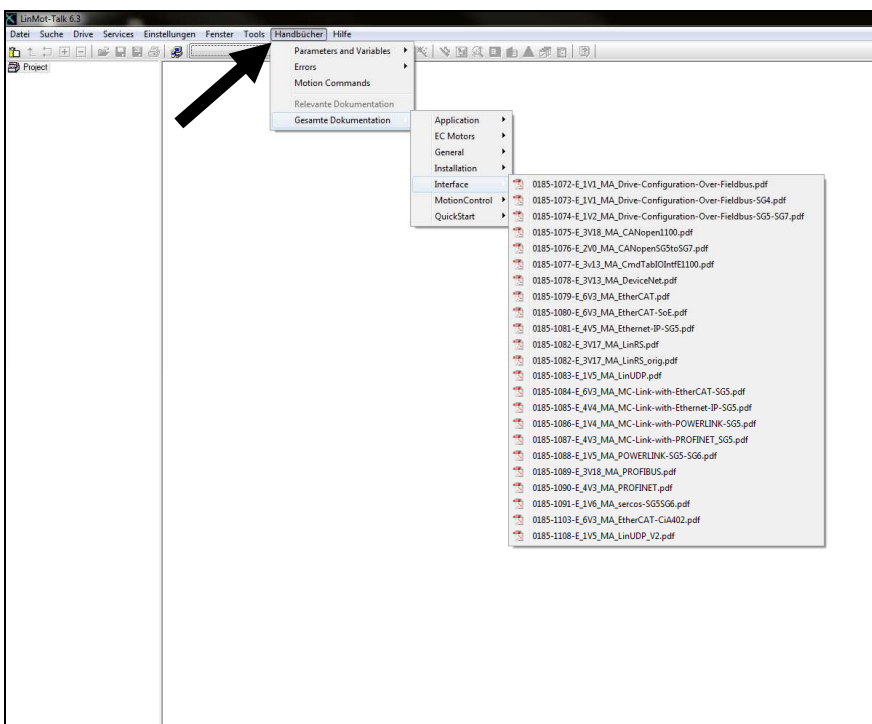 LinMot-Talk 6.3
Datei Suche Drive Services Einstellungen Fenster Tools Handbücher Hilfe
Project
Parameters and Variables
Errors
Motion Commands
Relevante Dokumentation
Gesamte Dokumentation
Application
EC Motors
General
Installation
Interface
MotionControl
QuickStart
0185-1072-E_1V1_MA_Drive-Configuration-Over-Fieldbus.pdf
0185-1073-E_1V1_MA_Drive-Configuration-Over-Fieldbus-SG4.pdf
0185-1074-E_1V2_MA_Drive-Configuration-Over-Fieldbus-SG5-SG7.pdf
0185-1075-E_3V18_MA_CANopen1100.pdf
0185-1076-E_2V0_MA_CANopenSG5toSG7.pdf
0185-1077-E_3v13_MA_CmdTabIOIntfE1100.pdf
0185-1078-E_3V13_MA_DeviceNet.pdf
0185-1079-E_6V3_MA_EtherCAT.pdf
0185-1080-E_6V3_MA_EtherCAT-SoE.pdf
0185-1081-E_4V5_MA_Ethernet-IP-SG5.pdf
0185-1082-E_3V17_MA_LinRS.pdf
0185-1082-E_3V17_MA_LinRS_orig.pdf
0185-1083-E_1V5_MA_LinUDP.pdf
0185-1084-E_6V3_MA_MC-Link-with-EtherCAT-SG5.pdf
0185-1085-E_4V4_MA_MC-Link-with-Ethernet-IP-SG5.pdf
0185-1086-E_1V4_MA_MC-Link-with-POWERLINK-SG5.pdf
0185-1087-E_4V3_MA_MC-Link-with-PROFINET_SG5.pdf
0185-1088-E_1V5_MA_POWERLINK-SG5-SG6.pdf
0185-1089-E_3V18_MA_PROFIBUS.pdf
0185-1090-E_4V3_MA_PROFINET.pdf
0185-1091-E_1V6_MA_sercos-SG5SG6.pdf
0185-1103-E_6V3_MA_EtherCAT-CiA402.pdf
0185-1108-E_1V5_MA_LinUDP_V2.pdf